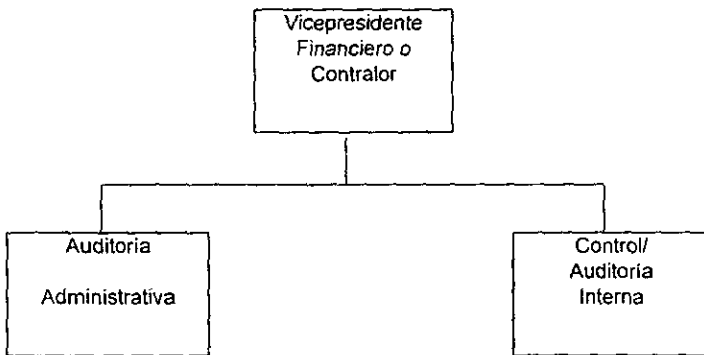 Vicepresidente
Financiero o
Contralor
Auditoria
Administrativa
Control/
Auditoría
Interna